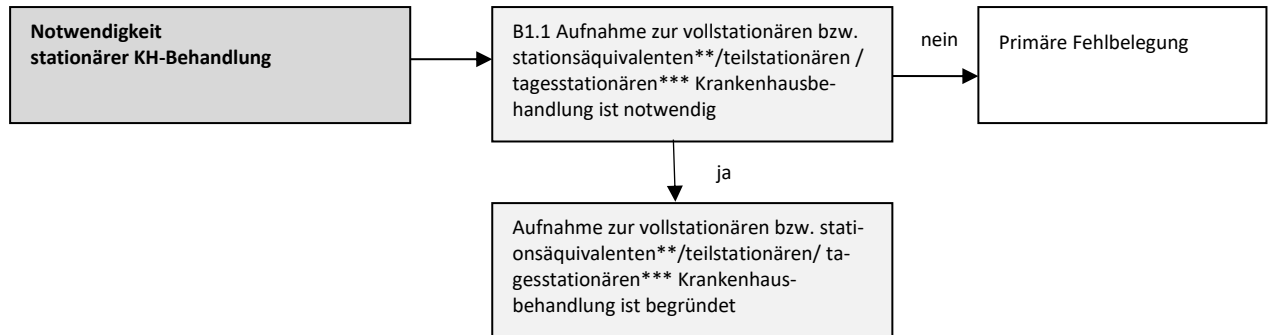 Notwendigkeit
stationärer KH-Behandlung
B1.1 Aufnahme zur vollstationären bzw.
stationsäquivalenten**/teilstationären /
tagesstationären*** Krankenhausbe-
handlung ist notwendig
nein
Primäre Fehlbelegung
ja
Aufnahme zur vollstationären bzw. stati-
onsäquivalenten**/teilstationären/ ta-
gesstationären*** Krankenhaus-
behandlung ist begründet